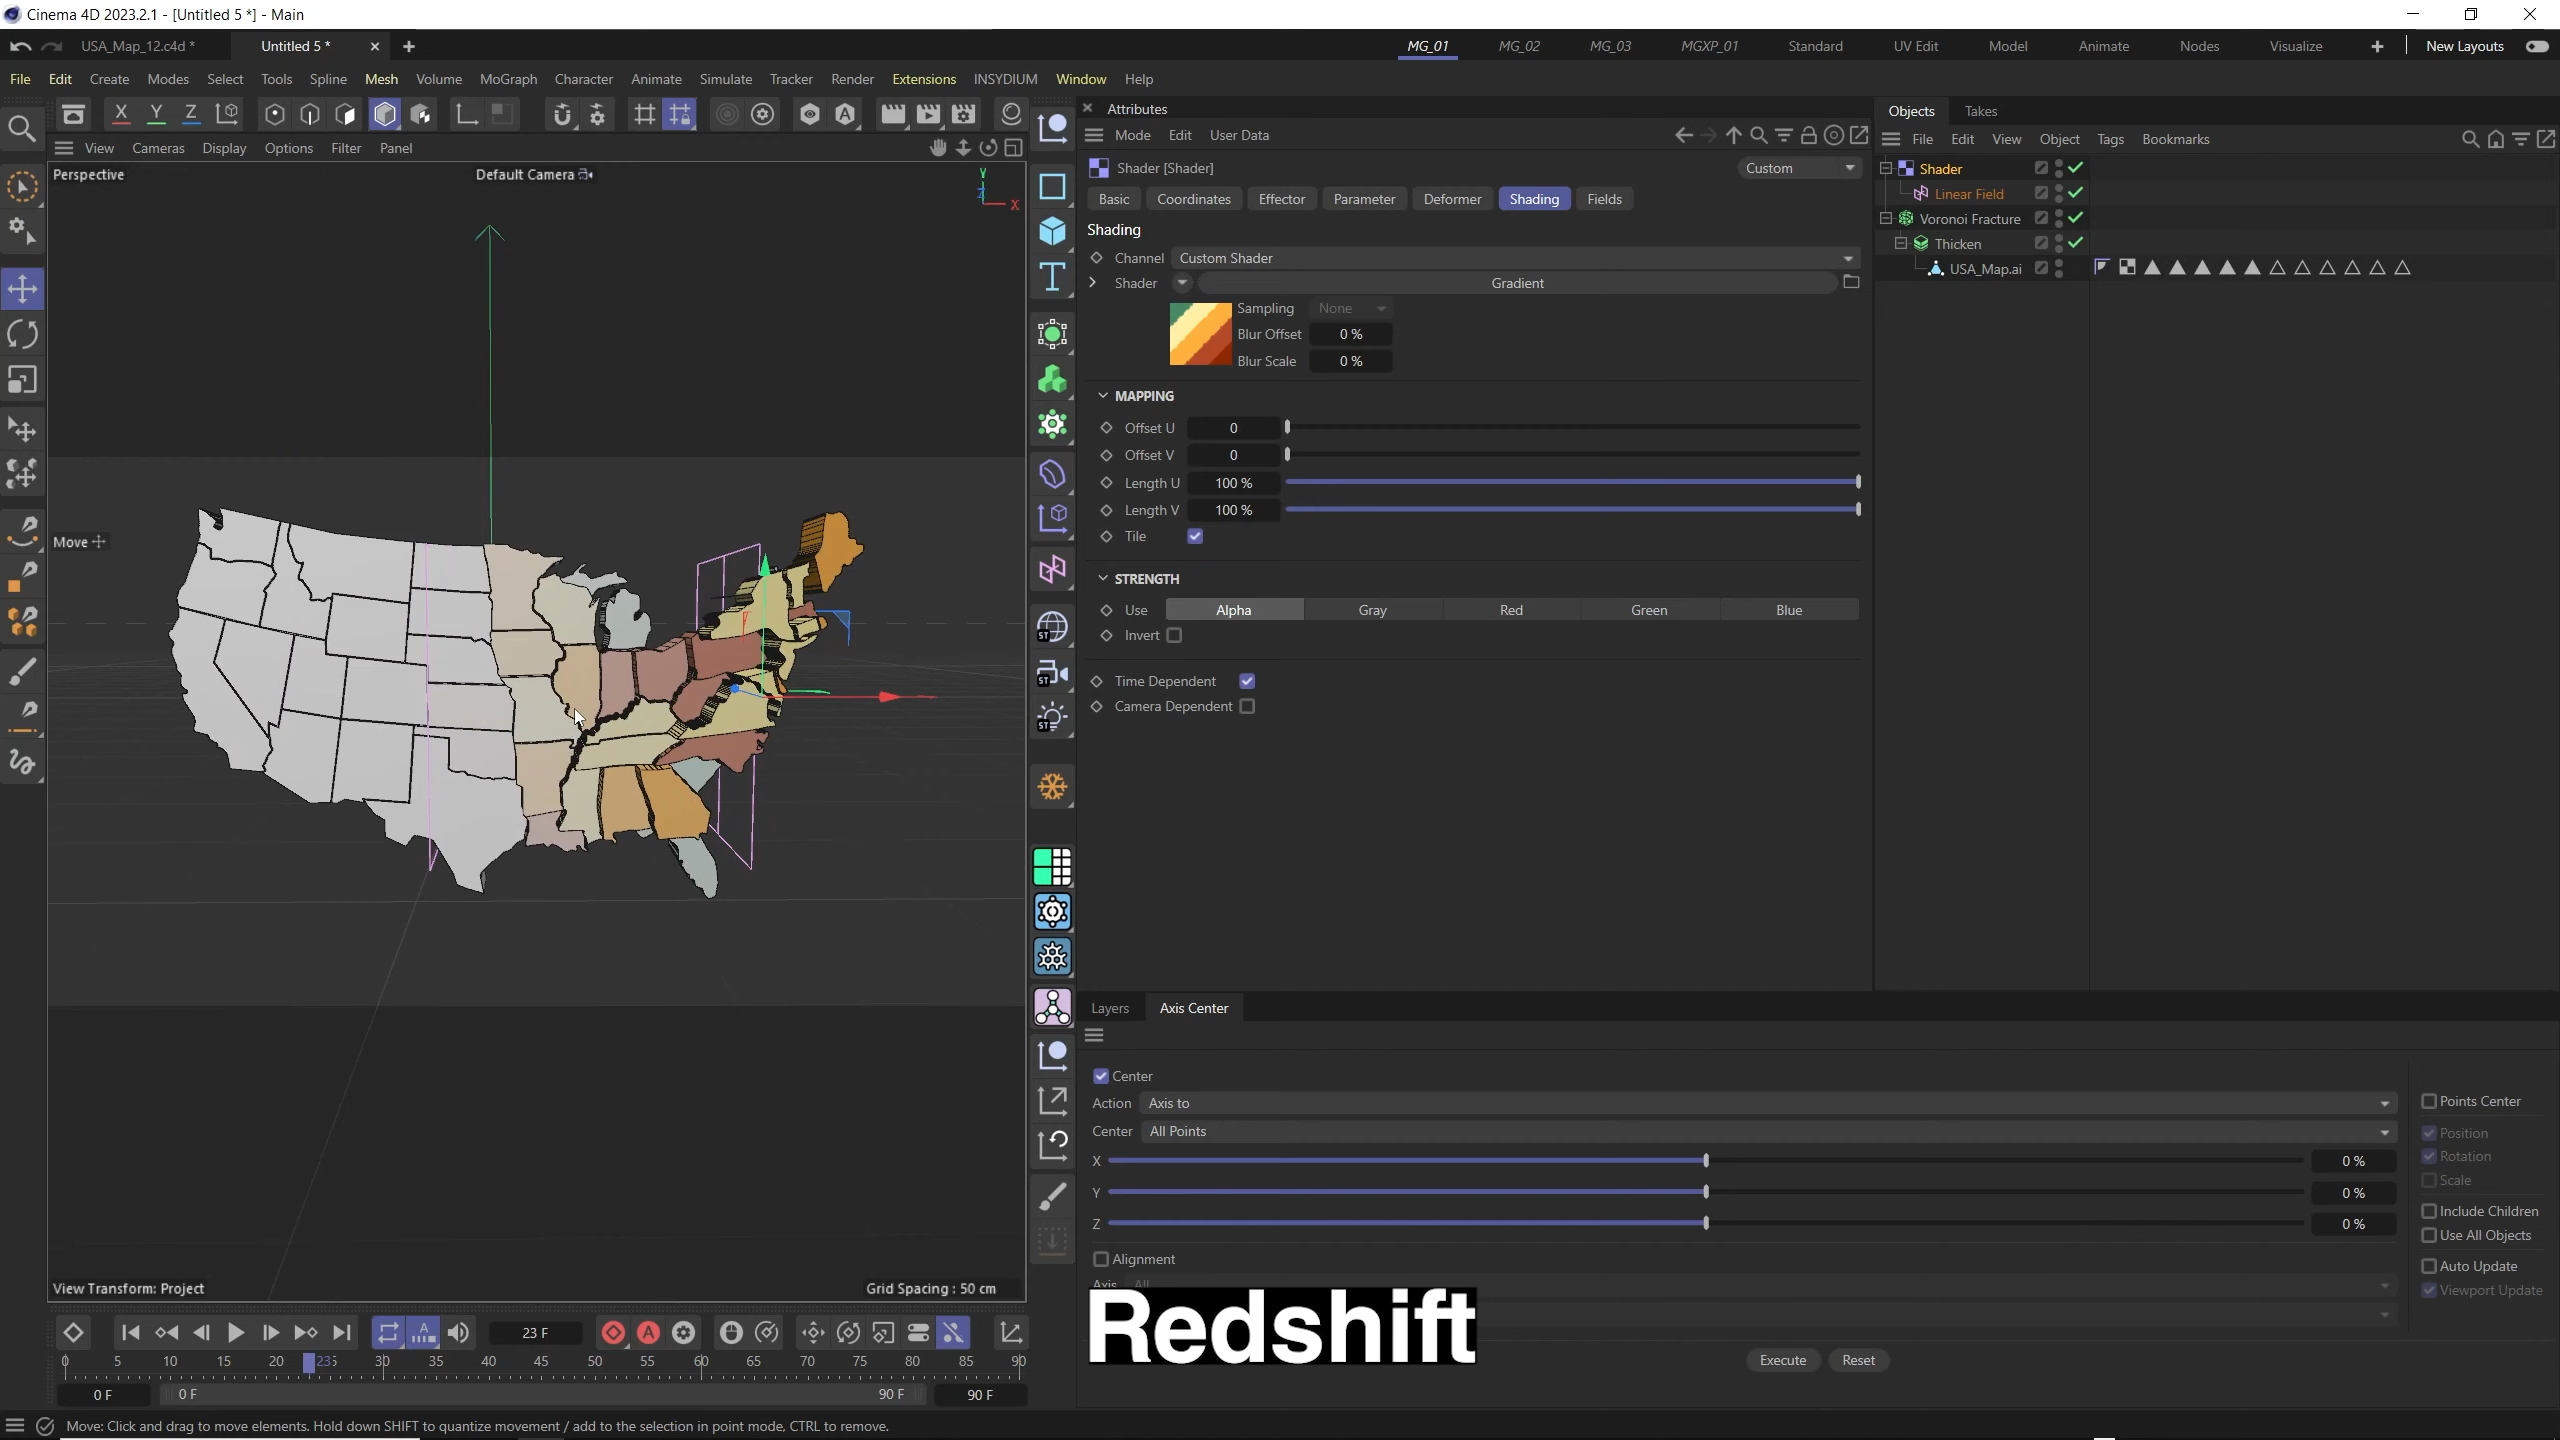 Cinema 4D 2023.2.1 - [Untitled 5 *] - Main
USA_Map_12.c4d *
Untitled 5 *
MG_01
MG_02
MG_03
MGXP_01
Standard
UV Edit
Model
Animate
Nodes
Visualize
New Layouts
File Edit Create Modes Select Tools Spline Mesh Volume MoGraph Character Animate Simulate Tracker Render Extensions INSYDIUM Window Help
View Cameras Display Options Filter Panel
Perspective
Default Camera
Y
Z
X
Move
View Transform: Project
Grid Spacing : 50 cm
Attributes
Mode Edit User Data
Shader [Shader]
Custom
Basic Coordinates Effector Parameter Deformer Shading Fields
Shading
Channel Custom Shader
Shader Gradient
Sampling None
Blur Offset 0 %
Blur Scale 0 %
MAPPING
Offset U 0
Offset V 0
Length U 100 %
Length V 100 %
Tile
STRENGTH
Use Alpha Gray Red Green Blue
Invert
Time Dependent
Camera Dependent
Objects Takes
File Edit View Object Tags Bookmarks
Shader
Linear Field
Voronoi Fracture
Thicken
USA_Map.ai
Layers Axis Center
Center
Action Axis to
Center All Points
X 0 %
Y 0 %
Z 0 %
Alignment
Axis All
Points Center
Position
Rotation
Scale
Include Children
Use All Objects
Auto Update
Viewport Update
Redshift
Execute Reset
23 F
0 5 10 15 20 235 30 35 40 45 50 55 60 65 70 75 80 85 90
0 F 0 F 90 F 90 F
Move: Click and drag to move elements. Hold down SHIFT to quantize movement / add to the selection in point mode, CTRL to remove.